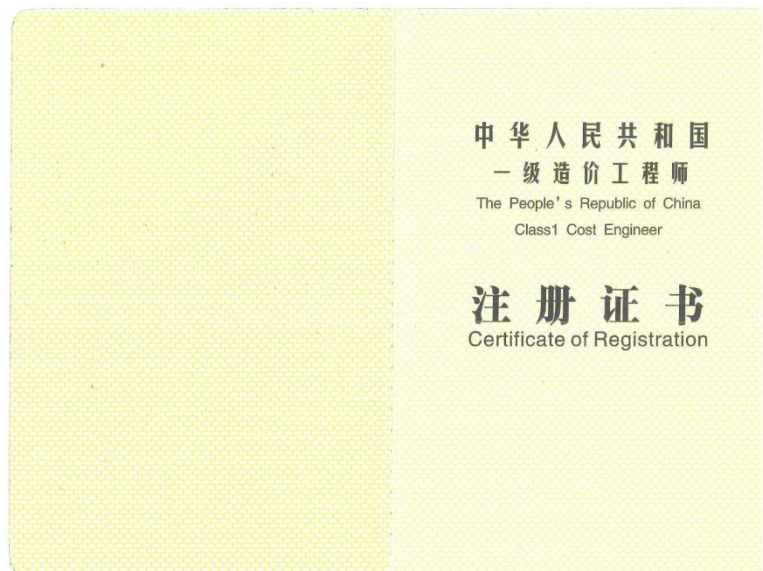 中华人民共和国
一级造价工程师
The People's Republic of China
Class1 Cost Engineer
注册证书
Certificate of Registration